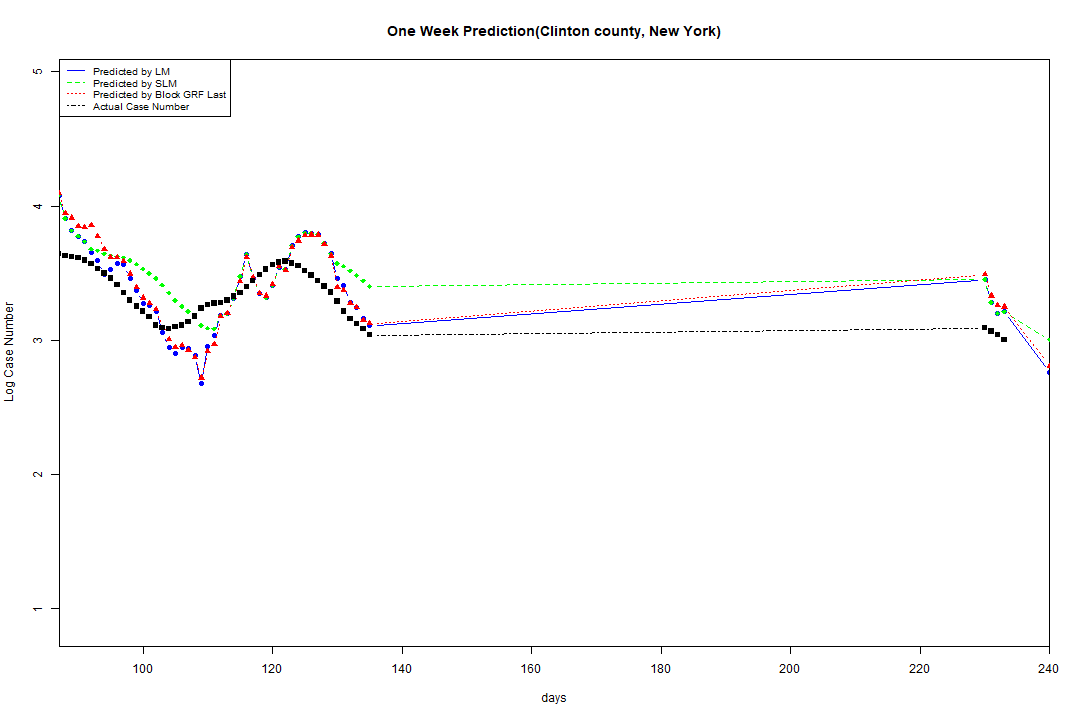 One Week Prediction(Clinton county, New York)
Predicted by LM
Predicted by SLM
Predicted by Block GRF Last
Actual Case Number
5
4
3
2
1
Log Case Number
100 120 140 160 180 200 220 240
days